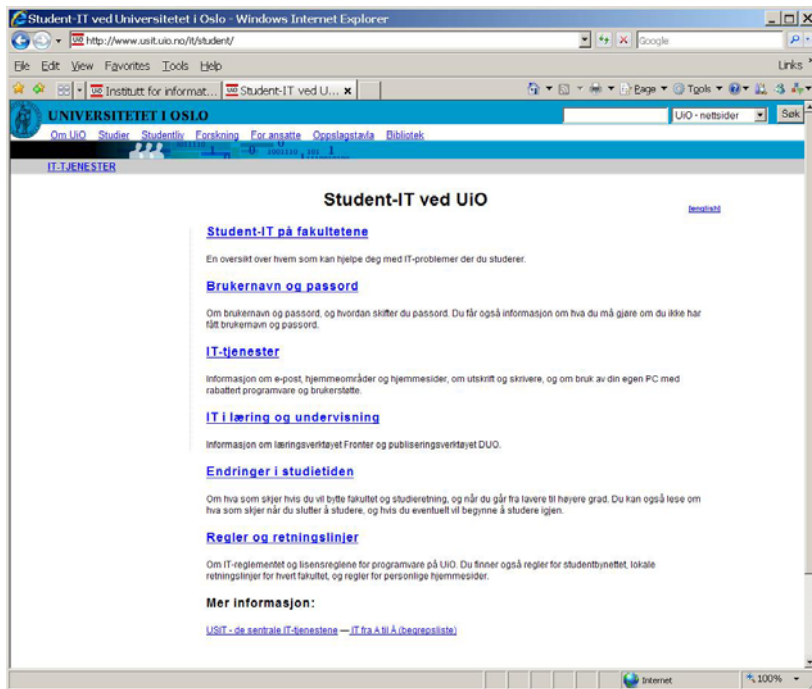 Student-IT ved Universitetet i Oslo - Windows Internet Explorer
http://www.usit.uio.no/it/student/
Google
File Edit View Favorites Tools Help
Links
Institutt for informat... Student-IT ved U...
Page Tools
UNIVERSITETET I OSLO
UiO - nettsider Søk
Om UiO Studier Studentliv Forskning For ansatte Oppslagstavla Bibliotek
IT-TJENESTER
Student-IT ved UiO
[english]
Student-IT på fakultetene
En oversikt over hvem som kan hjelpe deg med IT-problemer der du studerer.
Brukernavn og passord
Om brukernavn og passord, og hvordan skifter du passord. Du får også informasjon om hva du må gjøre om du ikke har
fått brukernavn og passord.
IT-tjenester
Informasjon om e-post, hjemmeområder og hjemmesider, om utskrift og skrivere, og om bruk av din egen PC med
rabattert programvare og brukerstøtte.
IT i læring og undervisning
Informasjon om læringsverktøyet Fronter og publiseringsverktøyet DUO.
Endringer i studietiden
Om hva som skjer hvis du vil bytte fakultet og studieretning, og når du går fra lavere til høyere grad. Du kan også lese om
hva som skjer når du slutter å studere, og hvis du eventuelt vil begynne å studere igjen.
Regler og retningslinjer
Om IT-reglementet og lisensreglene for programvare på UiO. Du finner også regler for studentbynettet, lokale
retningslinjer for hvert fakultet, og regler for personlige hjemmesider.
Mer informasjon:
USIT - de sentrale IT-tjenestene — IT fra A til Å (begrepsliste)
Internet 100%